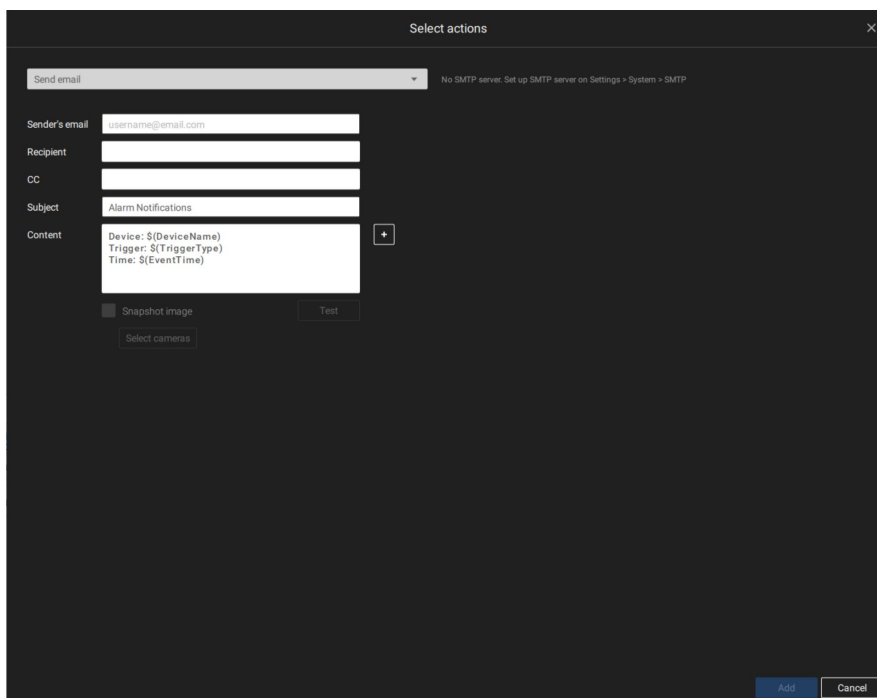 Select actions
Send email
No SMTP server. Set up SMTP server on Settings > System > SMTP
Sender's email
username@email.com
Recipient
CC
Subject
Alarm Notifications
Content
Device: $(DeviceName)
Trigger: $(TriggerType)
Time: $(EventTime)
+
Snapshot image
Test
Select cameras
Add
Cancel